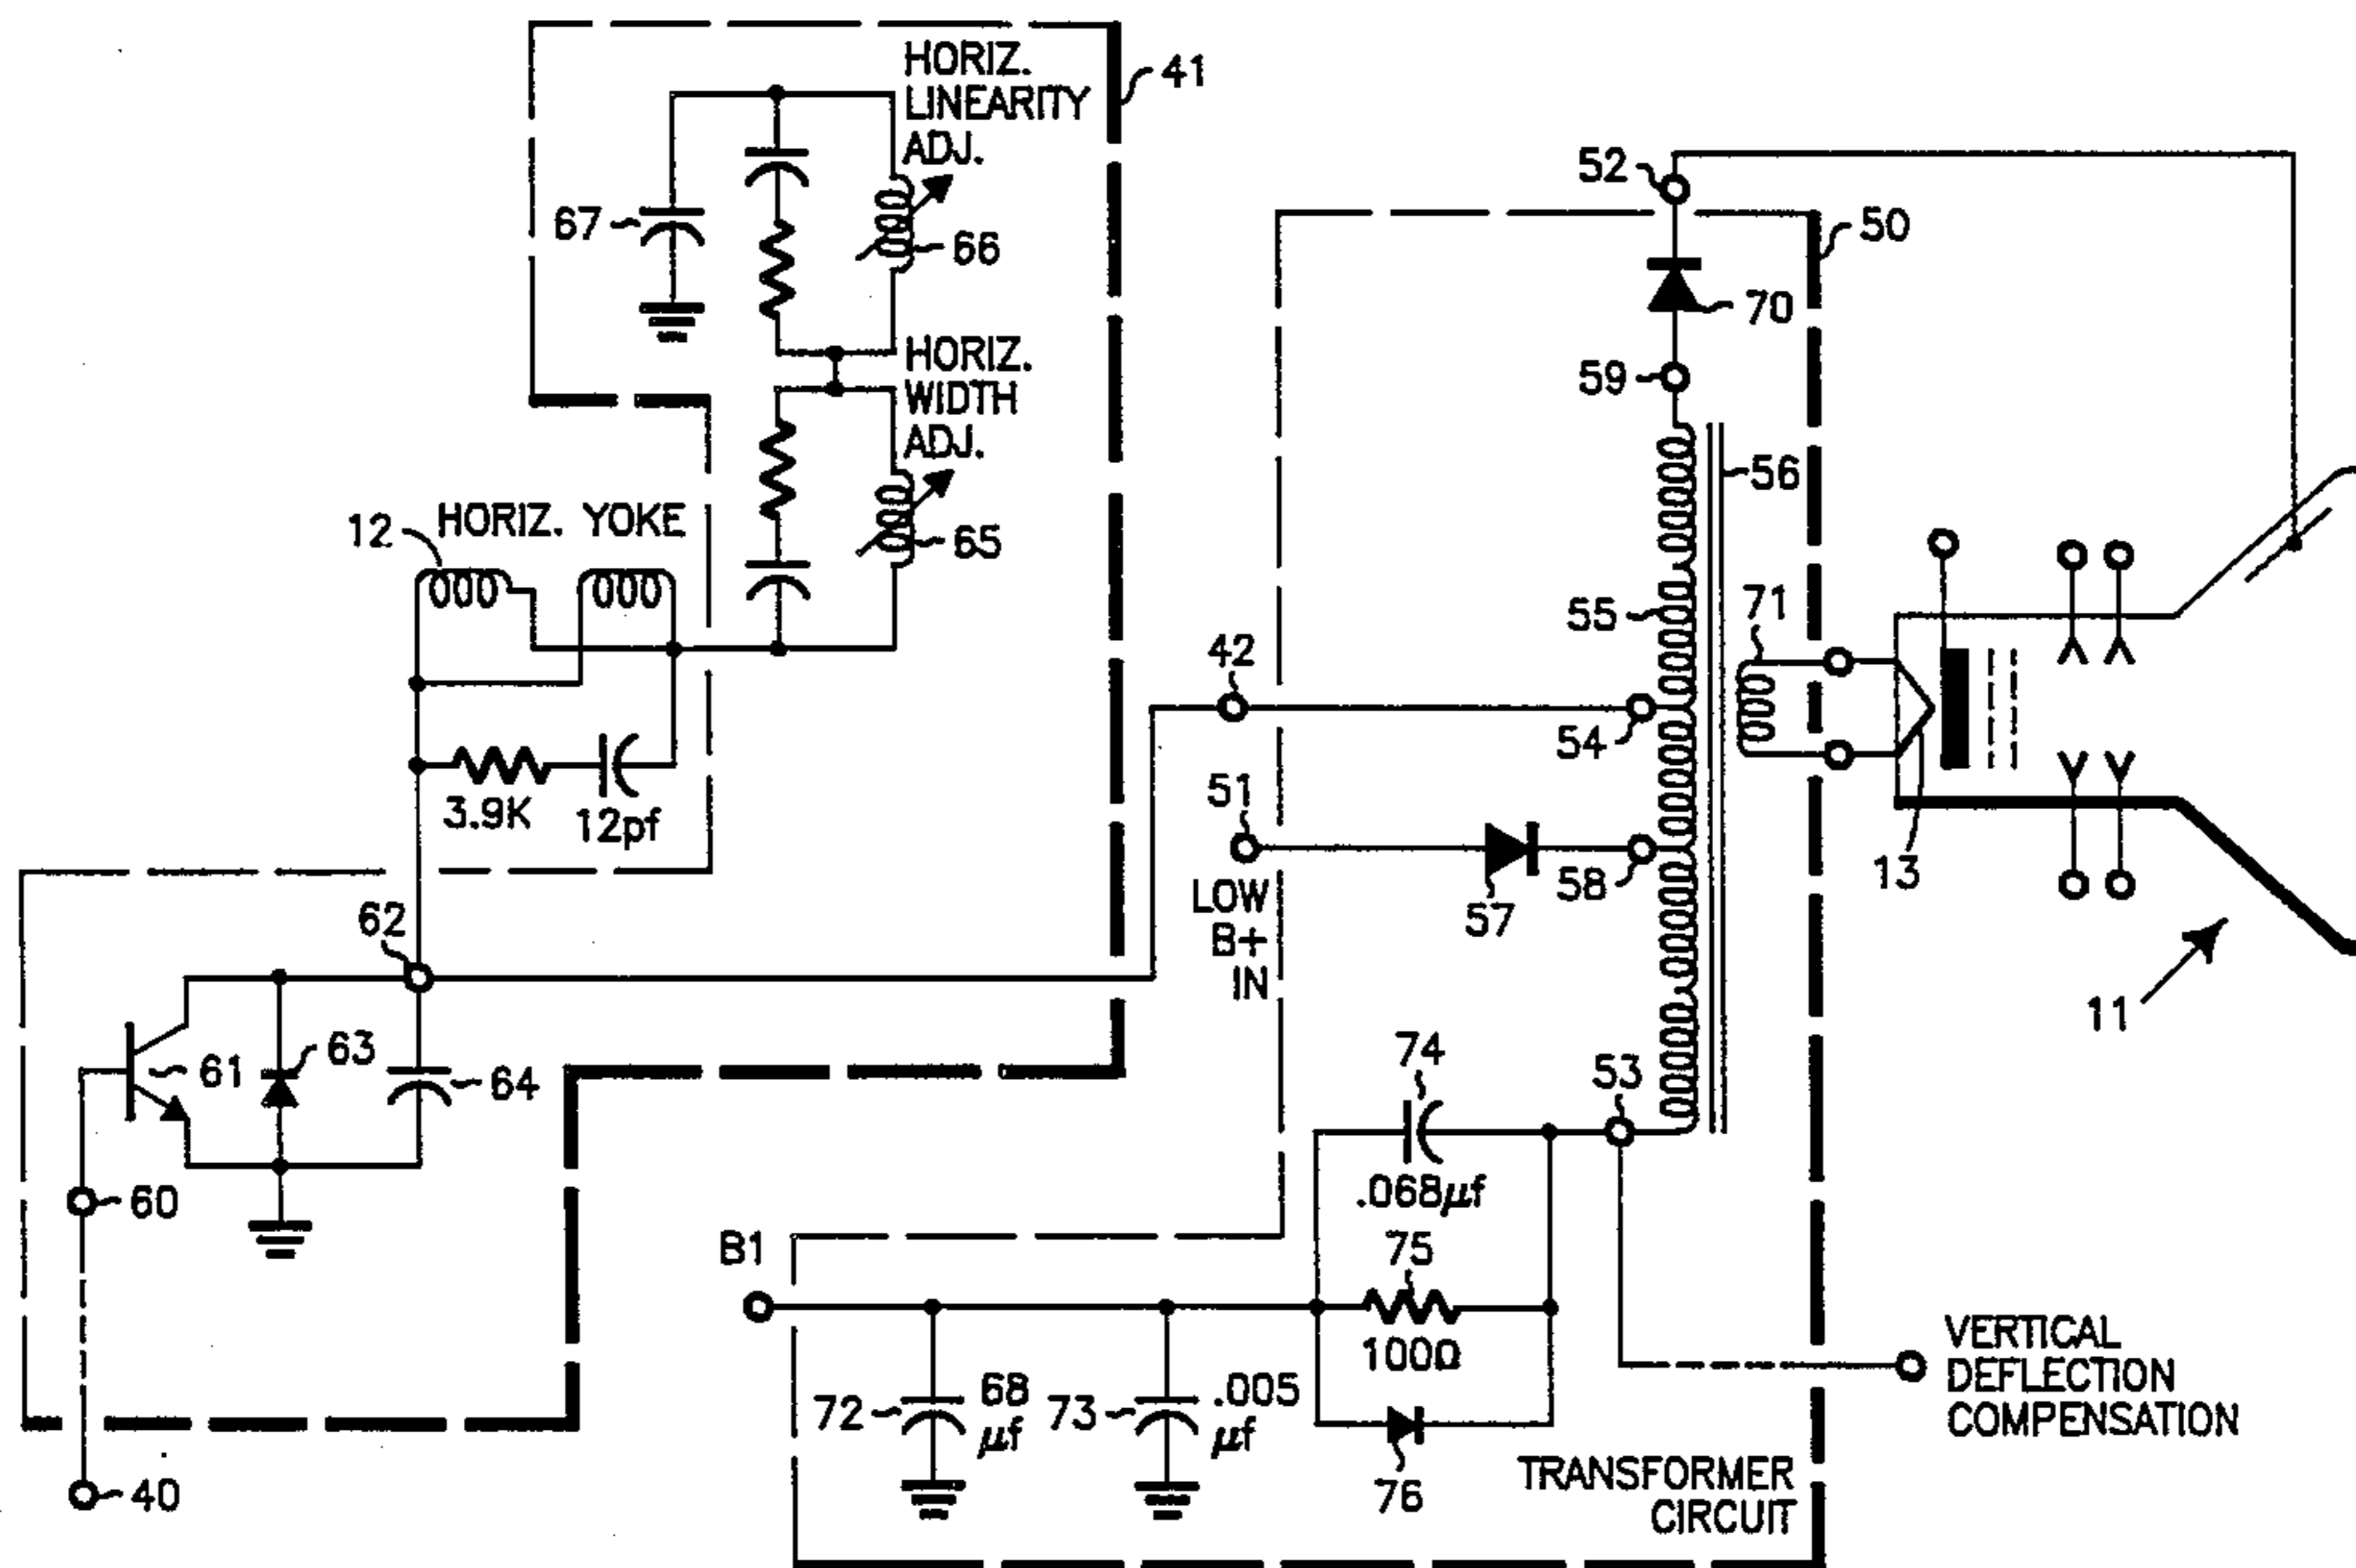 HORIZ.
LINEARITY
ADJ.
41
52
67
66
50
70
HORIZ.
WIDTH
ADJ.
59
56
12
HORIZ. YOKE
65
55
71
42
54
3.9K
12pf
51
58
13
57
LOW
B+
IN
62
11
61
63
64
74
53
.068μf
60
B1
75
100Ω
72
68
μf
73
.005
μf
76
VERTICAL
DEFLECTION
COMPENSATION
40
TRANSFORMER
CIRCUIT